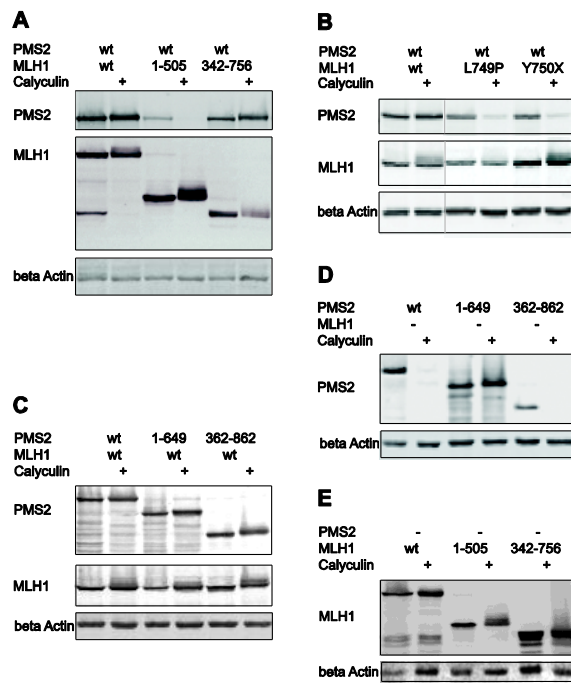 A
PMS2 wt wt wt
MLH1 wt 1-505 342-756
Calyculin + + +
PMS2
MLH1
beta Actin
B
PMS2 wt wt wt
MLH1 wt L749P Y750X
Calyculin + + +
PMS2
MLH1
beta Actin
C
PMS2 wt 1-649 362-862
MLH1 wt wt wt
Calyculin + + +
PMS2
MLH1
beta Actin
D
PMS2 wt 1-649 362-862
MLH1 - - -
Calyculin + + +
PMS2
beta Actin
E
PMS2 - - -
MLH1 wt 1-505 342-756
Calyculin + + +
MLH1
beta Actin